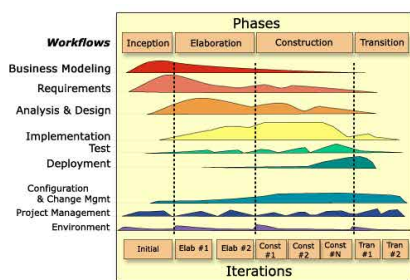 Phases
Workflows
Inception
Elaboration
Construction
Transition
Business Modeling
Requirements
Analysis & Design
Implementation
Test
Deployment
Configuration
& Change Mgmt
Project Management
Environment
Initial
Elab #1
Elab #2
Const
#1
Const
#2
Const
#N
Tran
#1
Tran
#2
Iterations